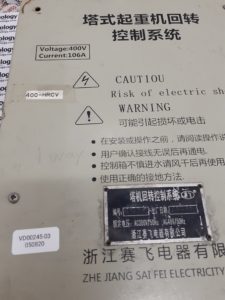 塔式起重机回转
控制系统
Voltage:400V
Current:106A
CAUTIOU
Risk of electric sh
400-HRCV
WARNING
可能引起损坏或电击
●在安装或操作之前，请阅读操作说
●用户确认接线无误后再通电
●控制箱不慎进水请风干后再使用
●使用正确的接地方法.
塔机回转控制系统
VD00245-03
050820
浙江赛飞电器有限
ZHE JIANG SAI FEI ELECTRICITY